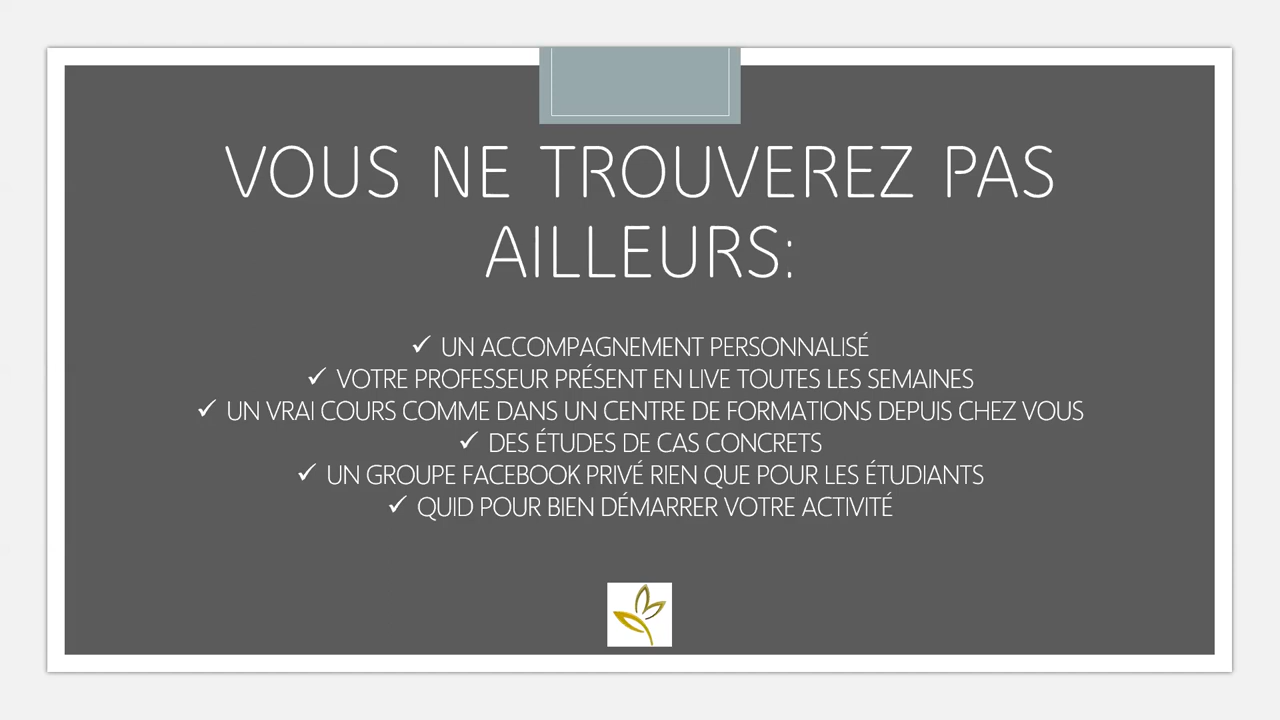 VOUS NE TROUVEREZ PAS
AILLEURS:
✓ UN ACCOMPAGNEMENT PERSONNALISÉ
✓ VOTRE PROFESSEUR PRÉSENT EN LIVE TOUTES LES SEMAINES
✓ UN VRAI COURS COMME DANS UN CENTRE DE FORMATIONS DEPUIS CHEZ VOUS
✓ DES ÉTUDES DE CAS CONCRETS
✓ UN GROUPE FACEBOOK PRIVÉ RIEN QUE POUR LES ÉTUDIANTS
✓ QUID POUR BIEN DÉMARRER VOTRE ACTIVITÉ